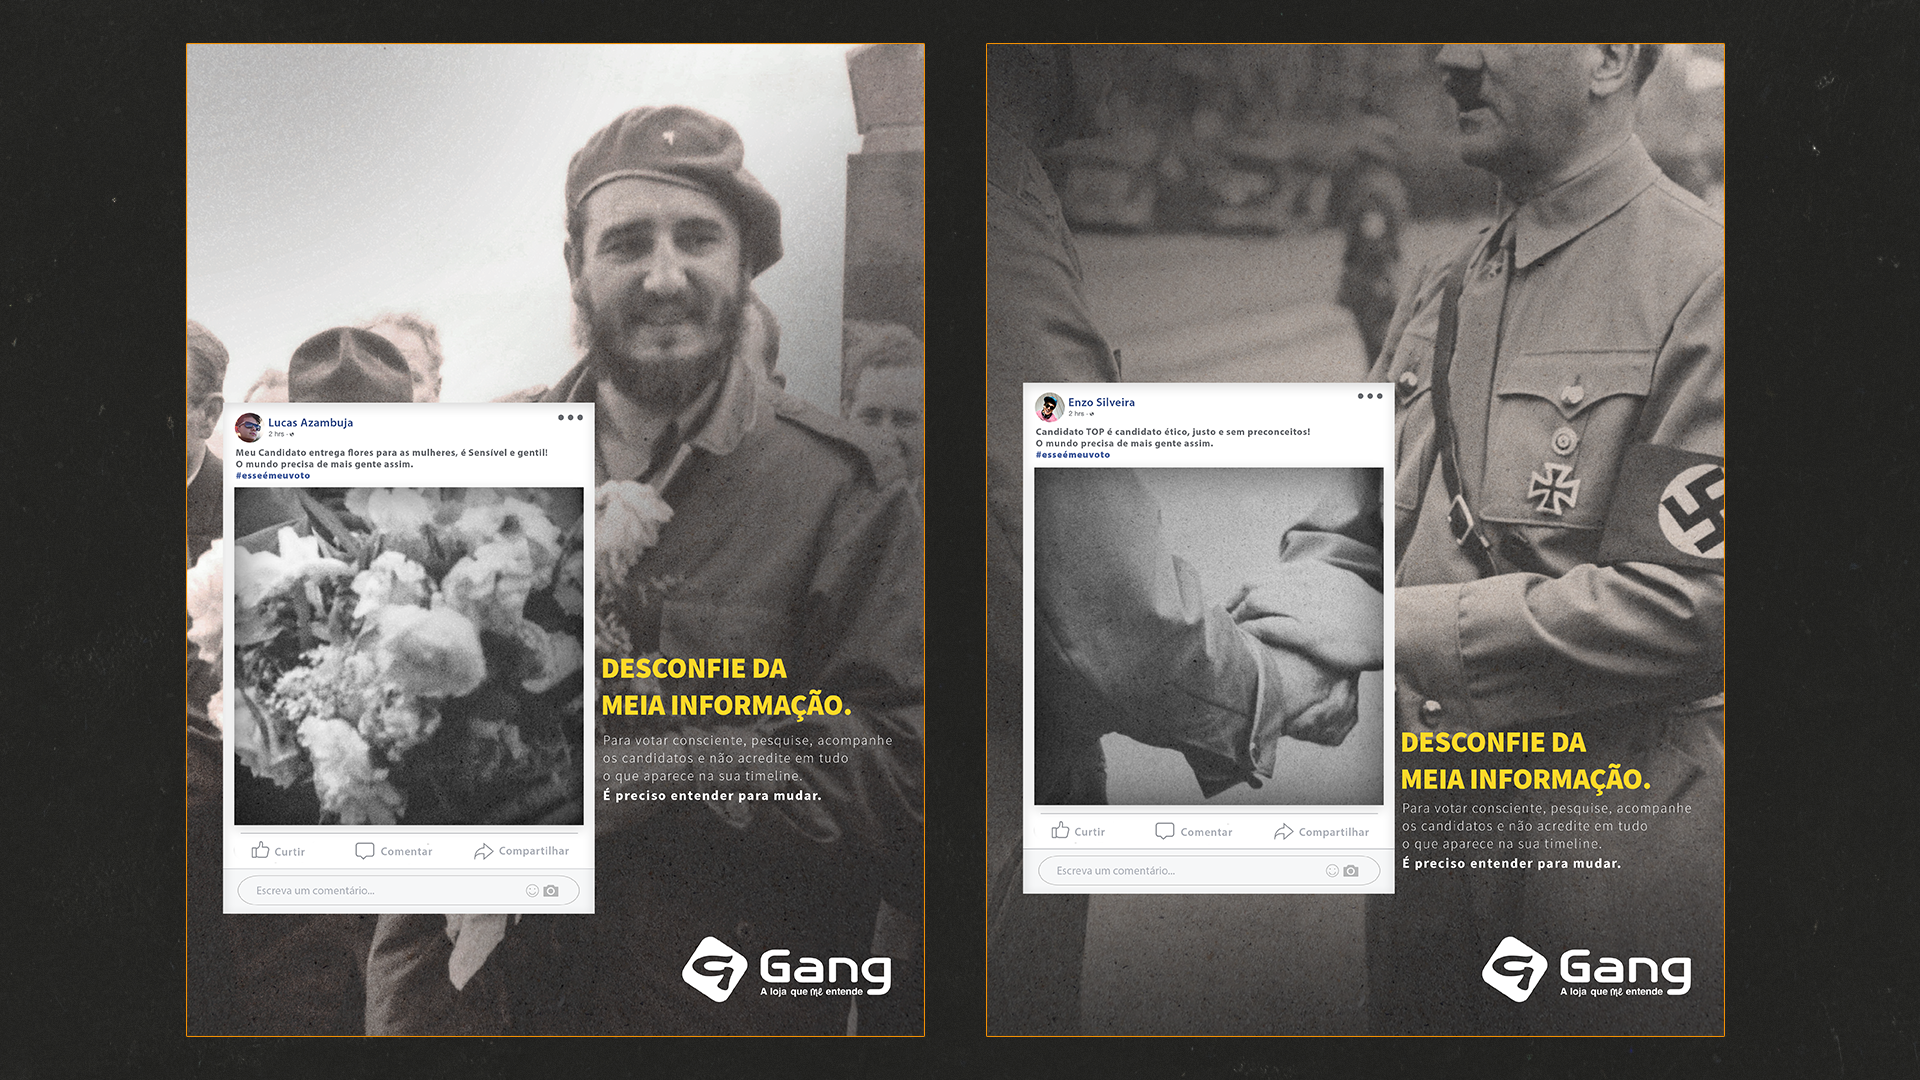 Lucas Azambuja
2 hrs
Meu Candidato entrega flores para as mulheres, é Sensível e gentil!
O mundo precisa de mais gente assim.
#esseémeuvoto
Curtir
Comentar
Compartilhar
Escreva um comentário...
DESCONFIE DA
MEIA INFORMAÇÃO.
Para votar consciente, pesquise, acompanhe
os candidatos e não acredite em tudo
o que aparece na sua timeline.
É preciso entender para mudar.
Gang
A loja que me entende
Enzo Silveira
2 hrs
Candidato TOP é candidato ético, justo e sem preconceitos!
O mundo precisa de mais gente assim.
#esseémeuvoto
Curtir
Comentar
Compartilhar
Escreva um comentário...
DESCONFIE DA
MEIA INFORMAÇÃO.
Para votar consciente, pesquise, acompanhe
os candidatos e não acredite em tudo
o que aparece na sua timeline.
É preciso entender para mudar.
Gang
A loja que me entende